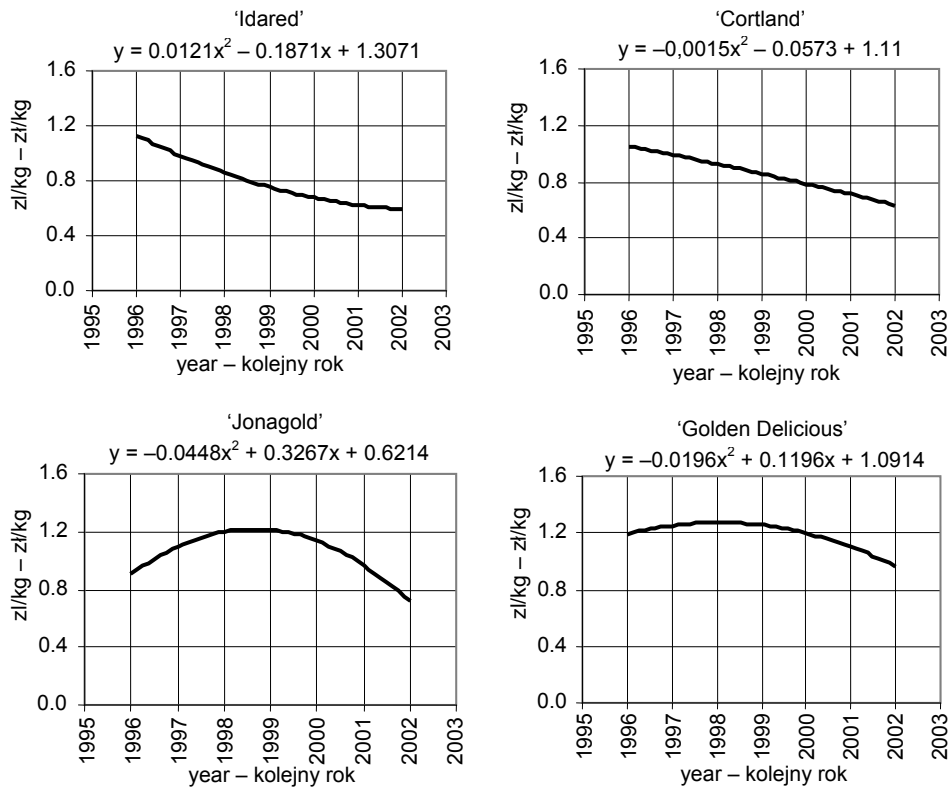 ‘Idared’
y = 0.0121x² – 0.1871x + 1.3071
1.6
1.2
0.8
0.4
0.0
zl/kg – zł/kg
1995 1996 1997 1998 1999 2000 2001 2002 2003
year – kolejny rok
‘Cortland’
y = –0,0015x² – 0.0573 + 1.11
1.6
1.2
0.8
0.4
0.0
zl/kg – zł/kg
1995 1996 1997 1998 1999 2000 2001 2002 2003
year – kolejny rok
‘Jonagold’
y = –0.0448x² + 0.3267x + 0.6214
1.6
1.2
0.8
0.4
0.0
zl/kg – zł/kg
1995 1996 1997 1998 1999 2000 2001 2002 2003
year – kolejny rok
‘Golden Delicious’
y = –0.0196x² + 0.1196x + 1.0914
1.6
1.2
0.8
0.4
0.0
zl/kg – zł/kg
1995 1996 1997 1998 1999 2000 2001 2002 2003
year – kolejny rok